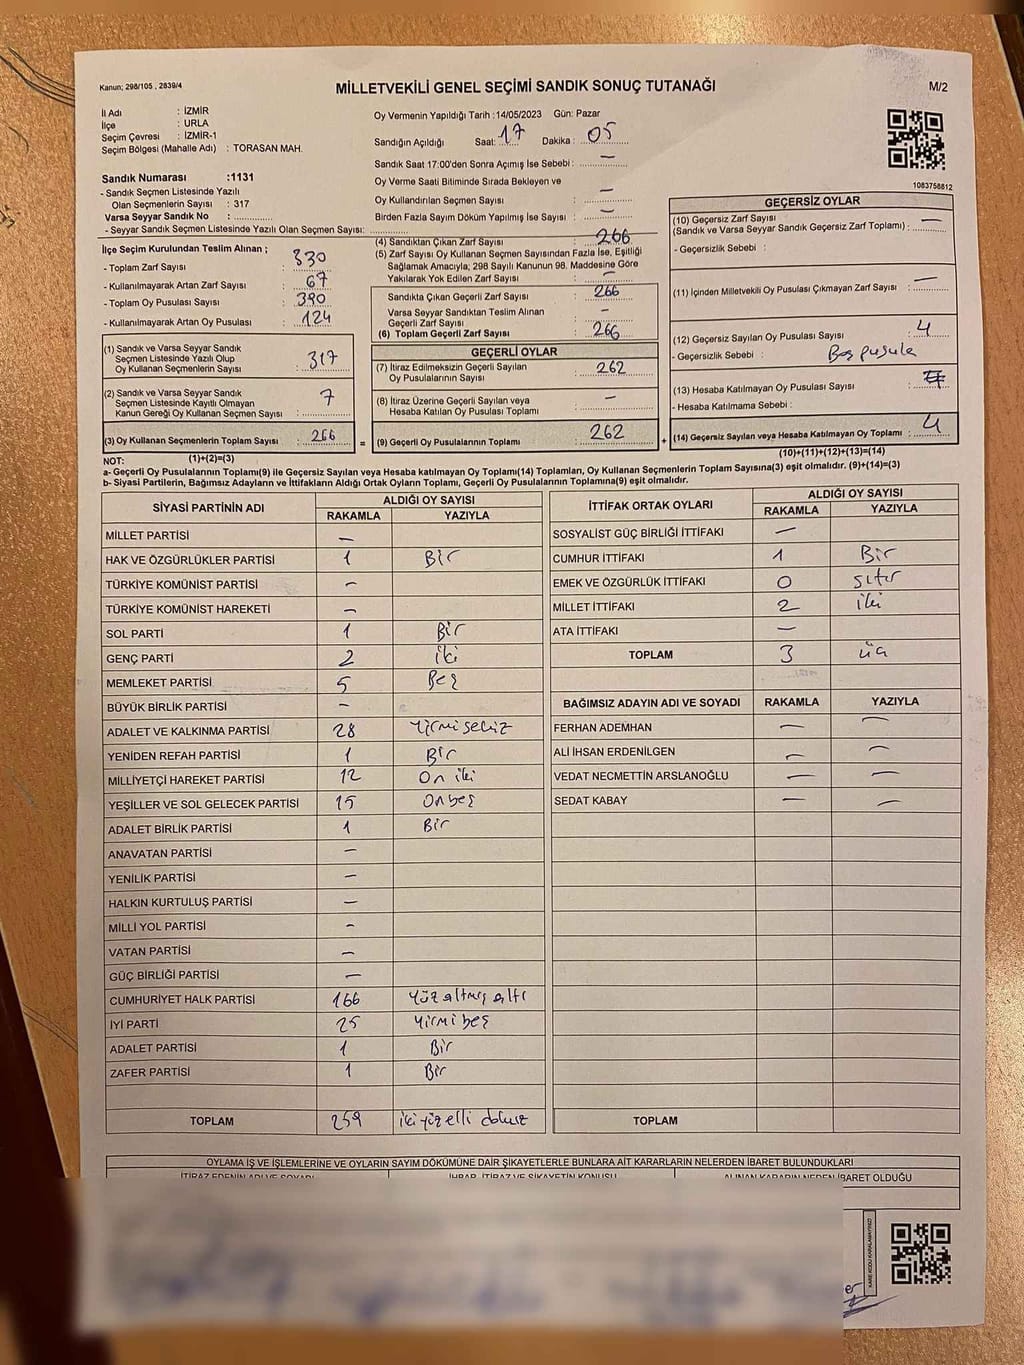 Kanun; 298/105 , 2839/4
MİLLETVEKİLİ GENEL SEÇİMİ SANDIK SONUÇ TUTANAĞI
M/2
İl Adı : İZMİR
İlçe : URLA
Seçim Çevresi : İZMİR-1
Seçim Bölgesi (Mahalle Adı) : TORASAN MAH.
Oy Vermenin Yapıldığı Tarih :14/05/2023 Gün: Pazar
Sandığın Açıldığı Saat: 17 Dakika : 05
Sandık Saat 17:00'den Sonra Açımış Ise Sebebi : —
Oy Verme Saati Bitiminde Sırada Bekleyen ve
Oy Kullandırılan Seçmen Sayısı : —
Birden Fazla Sayım Döküm Yapılmış İse Sayısı : —
1083758812
Sandık Numarası :1131
- Sandık Seçmen Listesinde Yazılı
Olan Seçmenlerin Sayısı : 317
Varsa Seyyar Sandık No :
- Seyyar Sandık Seçmen Listesinde Yazılı Olan Seçmen Sayısı:
İlçe Seçim Kurulundan Teslim Alınan ;
- Toplam Zarf Sayısı : 330
- Kullanılmayarak Artan Zarf Sayısı : 67
- Toplam Oy Pusulası Sayısı : 390
- Kullanılmayarak Artan Oy Pusulası : 124
(1) Sandık ve Varsa Seyyar Sandık
Seçmen Listesinde Yazılı Olup
Oy Kullanan Seçmenlerin Sayısı : 317
(2) Sandık ve Varsa Seyyar Sandık
Seçmen Listesinde Kayıtlı Olmayan
Kanun Gereği Oy Kullanan Seçmen Sayısı : 7
(3) Oy Kullanan Seçmenlerin Toplam Sayısı : 266
(4) Sandıktan Çıkan Zarf Sayısı : 266
(5) Zarf Sayısı Oy Kullanan Seçmen Sayısından Fazla İse, Eşitliği
Sağlamak Amacıyla; 298 Sayılı Kanunun 98. Maddesine Göre
Yakılarak Yok Edilen Zarf Sayısı : —
Sandıkta Çıkan Geçerli Zarf Sayısı : 266
Varsa Seyyar Sandıktan Teslim Alınan
Geçerli Zarf Sayısı : —
(6) Toplam Geçerli Zarf Sayısı : 266
GEÇERLİ OYLAR
(7) İtiraz Edilmeksizin Geçerli Sayılan
Oy Pusulalarının Sayısı : 262
(8) İtiraz Üzerine Geçerli Sayılan veya
Hesaba Katılan Oy Pusulası Toplamı : —
= (9) Geçerli Oy Pusulalarının Toplamı : 262
GEÇERSİZ OYLAR
(10) Geçersiz Zarf Sayısı
(Sandık ve Varsa Seyyar Sandık Geçersiz Zarf Toplamı) : —
- Geçersizlik Sebebi :
(11) İçinden Milletvekili Oy Pusulası Çıkmayan Zarf Sayısı : —
(12) Geçersiz Sayılan Oy Pusulası Sayısı : 4
- Geçersizlik Sebebi : Boş pusula
(13) Hesaba Katılmayan Oy Pusulası Sayısı :
- Hesaba Katılmama Sebebi :
+ (14) Geçersiz Sayılan veya Hesaba Katılmayan Oy Toplamı : 4
NOT: (1)+(2)=(3)
(10)+(11)+(12)+(13)=(14)
a- Geçerli Oy Pusulalarının Toplamı(9) ile Geçersiz Sayılan veya Hesaba katılmayan Oy Toplamı(14) Toplamları, Oy Kullanan Seçmenlerin Toplam Sayısına(3) eşit olmalıdır. (9)+(14)=(3)
b- Siyasi Partilerin, Bağımsız Adayların ve İttifakların Aldığı Ortak Oyların Toplamı, Geçerli Oy Pusulalarının Toplamına(9) eşit olmalıdır.
SİYASİ PARTİNİN ADI ALDIĞI OY SAYISI
RAKAMLA YAZIYLA
MİLLET PARTİSİ —
HAK VE ÖZGÜRLÜKLER PARTİSİ 1 Bir
TÜRKİYE KOMÜNİST PARTİSİ —
TÜRKİYE KOMÜNİST HAREKETİ —
SOL PARTİ 1 Bir
GENÇ PARTİ 2 iki
MEMLEKET PARTİSİ 5 Beş
BÜYÜK BİRLİK PARTİSİ —
ADALET VE KALKINMA PARTİSİ 28 Yirmi sekiz
YENİDEN REFAH PARTİSİ 1 Bir
MİLLİYETÇİ HAREKET PARTİSİ 12 On iki
YEŞİLLER VE SOL GELECEK PARTİSİ 15 Onbeş
ADALET BİRLİK PARTİSİ 1 Bir
ANAVATAN PARTİSİ —
YENİLİK PARTİSİ —
HALKIN KURTULUŞ PARTİSİ —
MİLLİ YOL PARTİSİ —
VATAN PARTİSİ —
GÜÇ BİRLİĞİ PARTİSİ —
CUMHURİYET HALK PARTİSİ 166 Yüz altmış altı
İYİ PARTİ 25 Yirmi beş
ADALET PARTİSİ 1 Bir
ZAFER PARTİSİ 1 Bir
TOPLAM 259 iki yüz elli dokuz
İTTİFAK ORTAK OYLARI ALDIĞI OY SAYISI
RAKAMLA YAZIYLA
SOSYALİST GÜÇ BİRLİĞİ İTTİFAKI —
CUMHUR İTTİFAKI 1 Bir
EMEK VE ÖZGÜRLÜK İTTİFAKI 0 sıfır
MİLLET İTTİFAKI 2 iki
ATA İTTİFAKI —
TOPLAM 3 üç
BAĞIMSIZ ADAYIN ADI VE SOYADI RAKAMLA YAZIYLA
FERHAN ADEMHAN — —
ALİ İHSAN ERDENİLGEN — —
VEDAT NECMETTİN ARSLANOĞLU — —
SEDAT KABAY — —
TOPLAM
OYLAMA İŞ VE İŞLEMLERİNE VE OYLARIN SAYIM DÖKÜMÜNE DAİR ŞİKAYETLERLE BUNLARA AİT KARARLARIN NELERDEN İBARET BULUNDUKLARI
İTİRAZ EDENİN ADI VE SOYADI İHBAR, İTİRAZ VE ŞİKAYETİN KONUSU ALINAN KARARIN NEDEN İBARET OLDUĞU
KARE KODU KARALAMAYINIZ!